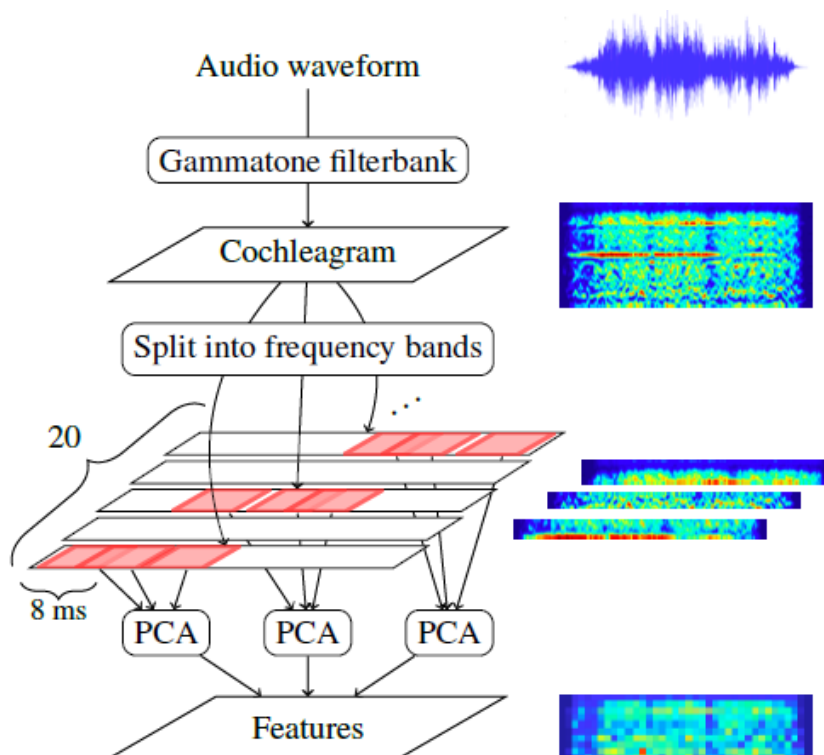 Audio waveform
Gammatone filterbank
Cochleagram
Split into frequency bands
...
20
8 ms
PCA PCA PCA
Features